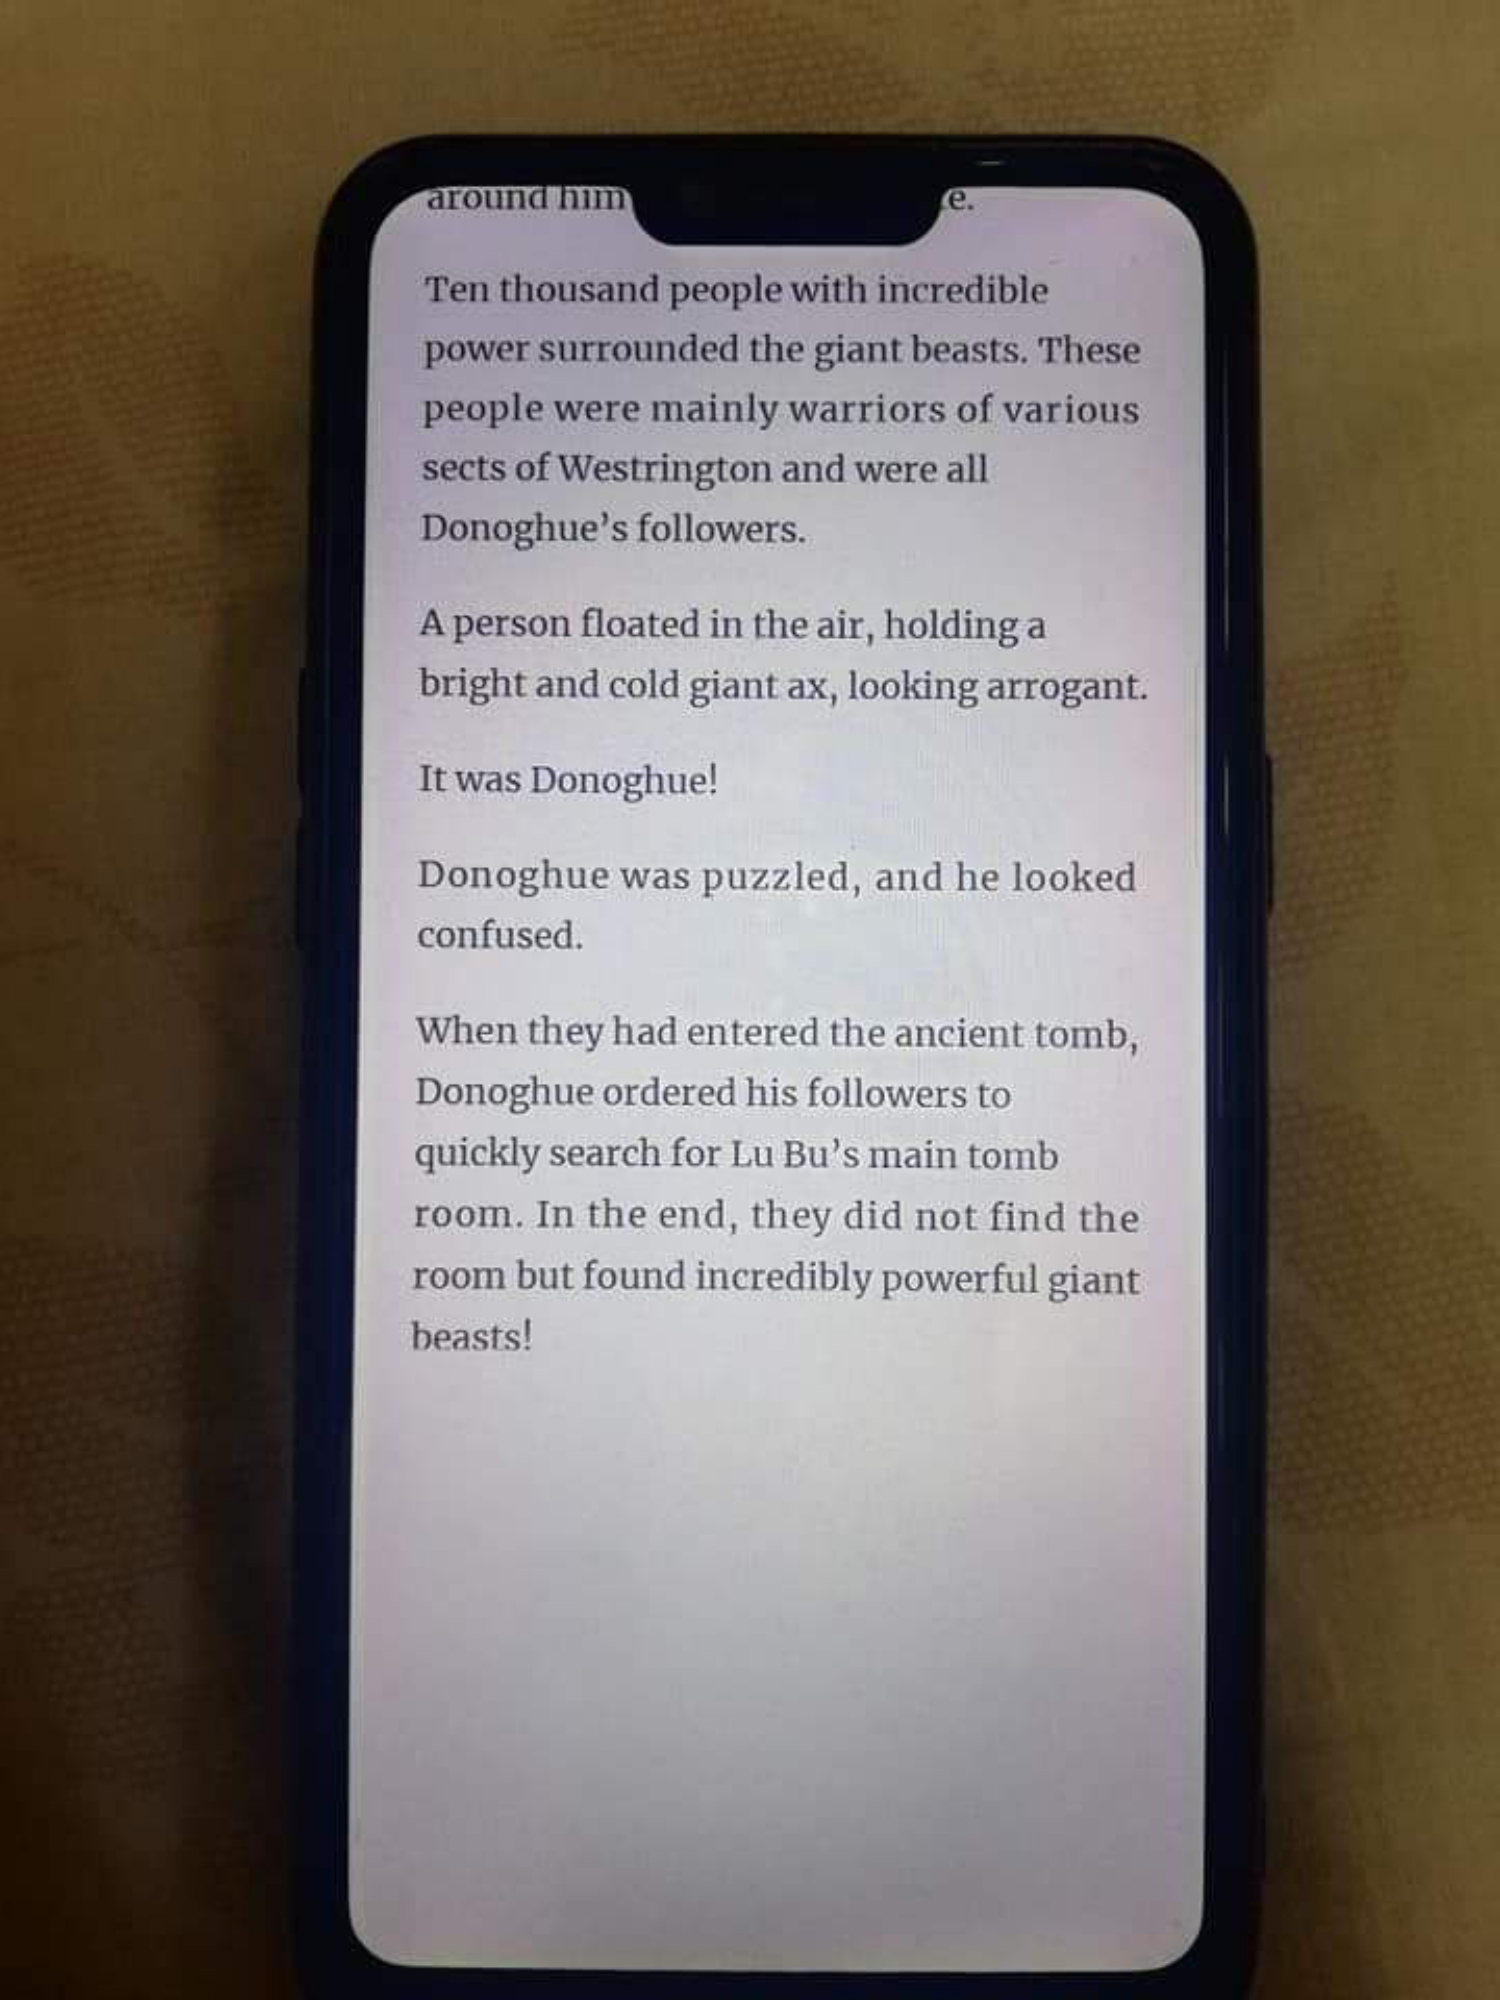 around him
Ten thousand people with incredible
power surrounded the giant beasts. These
people were mainly warriors of various
sects of Westrington and were all
Donoghue’s followers.
A person floated in the air, holding a
bright and cold giant ax, looking arrogant.
It was Donoghue!
Donoghue was puzzled, and he looked
confused.
When they had entered the ancient tomb,
Donoghue ordered his followers to
quickly search for Lu Bu’s main tomb
room. In the end, they did not find the
room but found incredibly powerful giant
beasts!